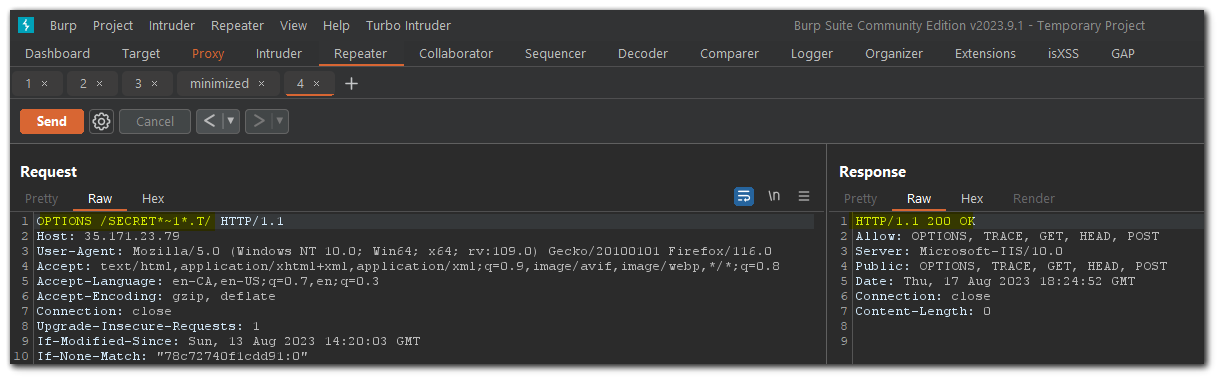 Burp Project Intruder Repeater View Help Turbo Intruder Burp Suite Community Edition v2023.9.1 - Temporary Project
Dashboard Target Proxy Intruder Repeater Collaborator Sequencer Decoder Comparer Logger Organizer Extensions isXSS GAP
1 × 2 × 3 × minimized × 4 × +
Send Cancel < >
Request
Pretty Raw Hex \n
1 OPTIONS /SECRET*~1*.T/ HTTP/1.1
2 Host: 35.171.23.79
3 User-Agent: Mozilla/5.0 (Windows NT 10.0; Win64; x64; rv:109.0) Gecko/20100101 Firefox/116.0
4 Accept: text/html,application/xhtml+xml,application/xml;q=0.9,image/avif,image/webp,*/*;q=0.8
5 Accept-Language: en-CA,en-US;q=0.7,en;q=0.3
6 Accept-Encoding: gzip, deflate
7 Connection: close
8 Upgrade-Insecure-Requests: 1
9 If-Modified-Since: Sun, 13 Aug 2023 14:20:03 GMT
10 If-None-Match: "78c72740f1cdd91:0"
Response
Pretty Raw Hex Render
1 HTTP/1.1 200 OK
2 Allow: OPTIONS, TRACE, GET, HEAD, POST
3 Server: Microsoft-IIS/10.0
4 Public: OPTIONS, TRACE, GET, HEAD, POST
5 Date: Thu, 17 Aug 2023 18:24:52 GMT
6 Connection: close
7 Content-Length: 0
8
9